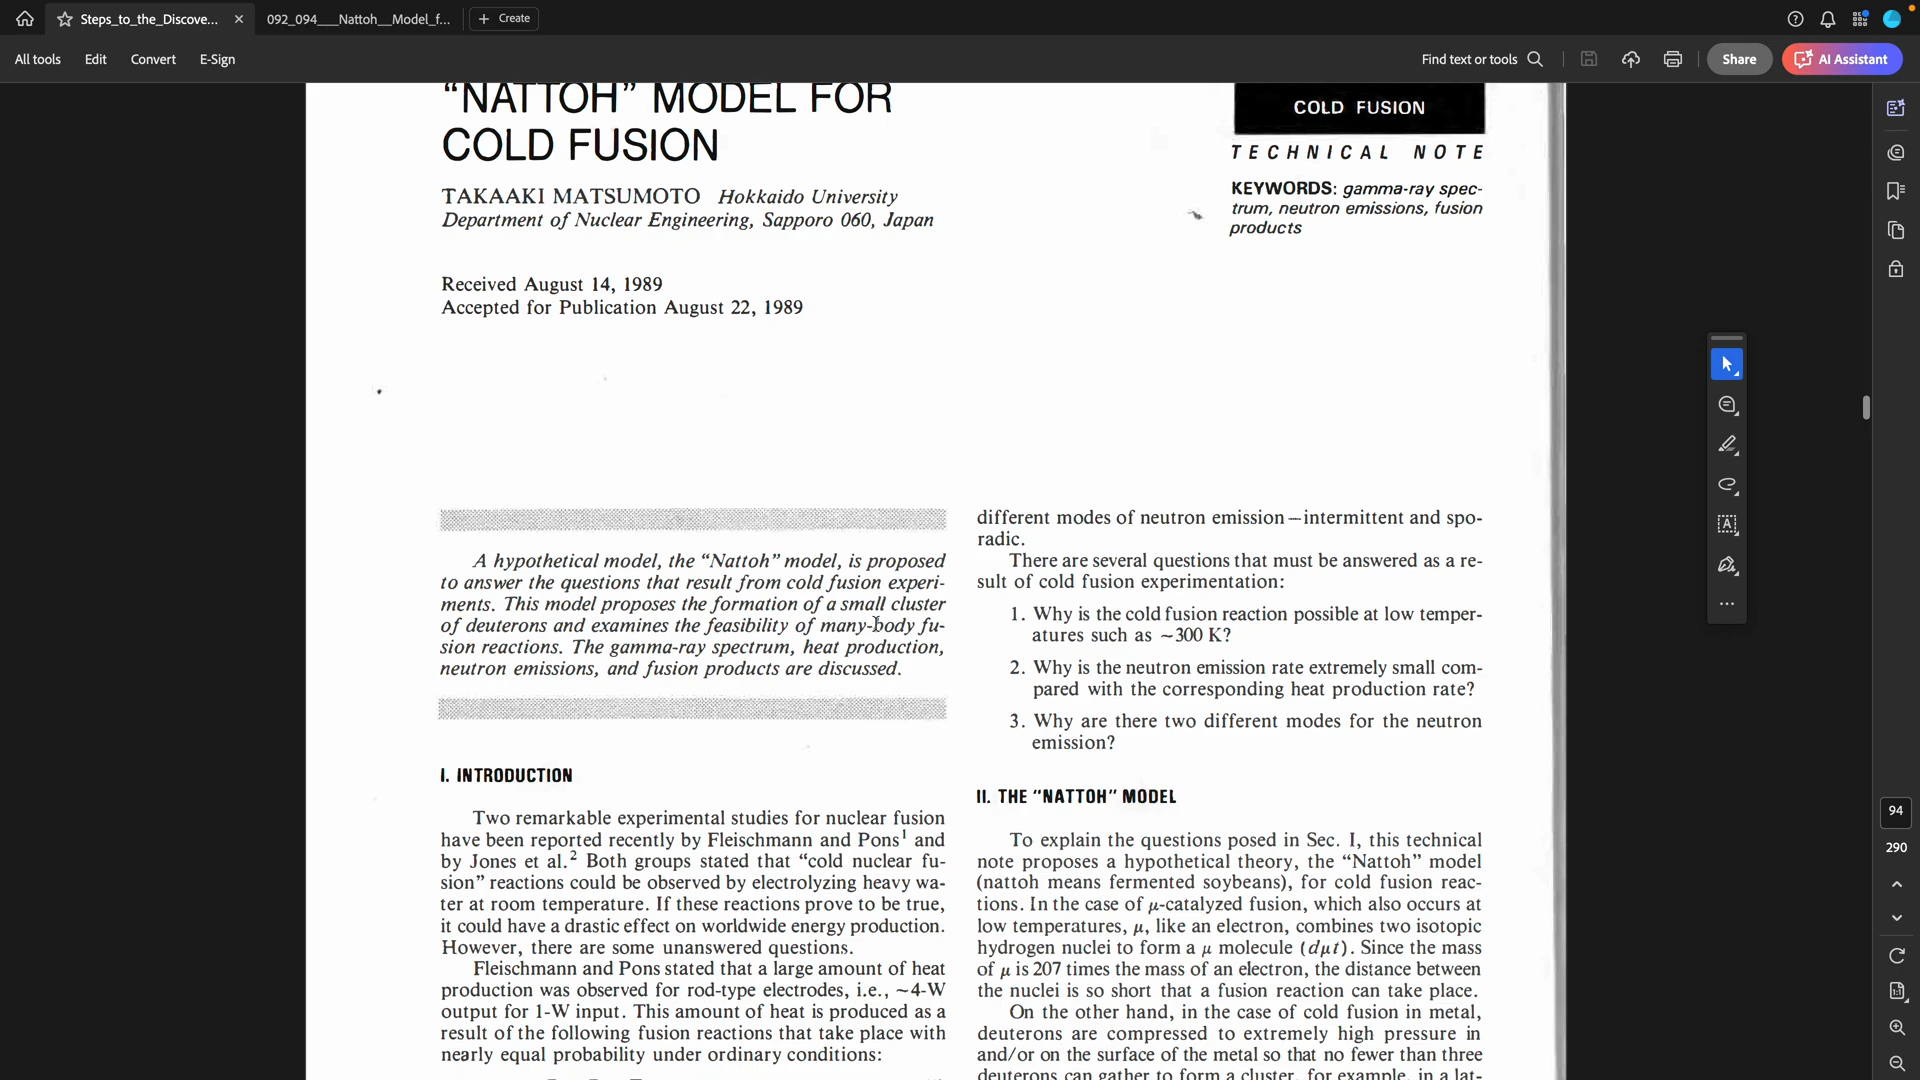 Steps_to_the_Discove...
092_094___Nattoh__Model_f...
Create
All tools
Edit
Convert
E-Sign
Find text or tools
Share
AI Assistant
“NATTOH” MODEL FOR
COLD FUSION
TAKAAKI MATSUMOTO Hokkaido University
Department of Nuclear Engineering, Sapporo 060, Japan
Received August 14, 1989
Accepted for Publication August 22, 1989
COLD FUSION
TECHNICAL NOTE
KEYWORDS: gamma-ray spec-
trum, neutron emissions, fusion
products
A hypothetical model, the “Nattoh” model, is proposed
to answer the questions that result from cold fusion experi-
ments. This model proposes the formation of a small cluster
of deuterons and examines the feasibility of many-body fu-
sion reactions. The gamma-ray spectrum, heat production,
neutron emissions, and fusion products are discussed.
I. INTRODUCTION
Two remarkable experimental studies for nuclear fusion
have been reported recently by Fleischmann and Pons¹ and
by Jones et al.² Both groups stated that “cold nuclear fu-
sion” reactions could be observed by electrolyzing heavy wa-
ter at room temperature. If these reactions prove to be true,
it could have a drastic effect on worldwide energy production.
However, there are some unanswered questions.
Fleischmann and Pons stated that a large amount of heat
production was observed for rod-type electrodes, i.e., ~4-W
output for 1-W input. This amount of heat is produced as a
result of the following fusion reactions that take place with
nearly equal probability under ordinary conditions:
different modes of neutron emission—intermittent and spo-
radic.
There are several questions that must be answered as a re-
sult of cold fusion experimentation:
1. Why is the cold fusion reaction possible at low temper-
atures such as ~300 K?
2. Why is the neutron emission rate extremely small com-
pared with the corresponding heat production rate?
3. Why are there two different modes for the neutron
emission?
II. THE “NATTOH” MODEL
To explain the questions posed in Sec. I, this technical
note proposes a hypothetical theory, the “Nattoh” model
(nattoh means fermented soybeans), for cold fusion reac-
tions. In the case of μ-catalyzed fusion, which also occurs at
low temperatures, μ, like an electron, combines two isotopic
hydrogen nuclei to form a μ molecule (dμt). Since the mass
of μ is 207 times the mass of an electron, the distance between
the nuclei is so short that a fusion reaction can take place.
On the other hand, in the case of cold fusion in metal,
deuterons are compressed to extremely high pressure in
and/or on the surface of the metal so that no fewer than three
deuterons can gather to form a cluster, for example, in a lat-
94
290